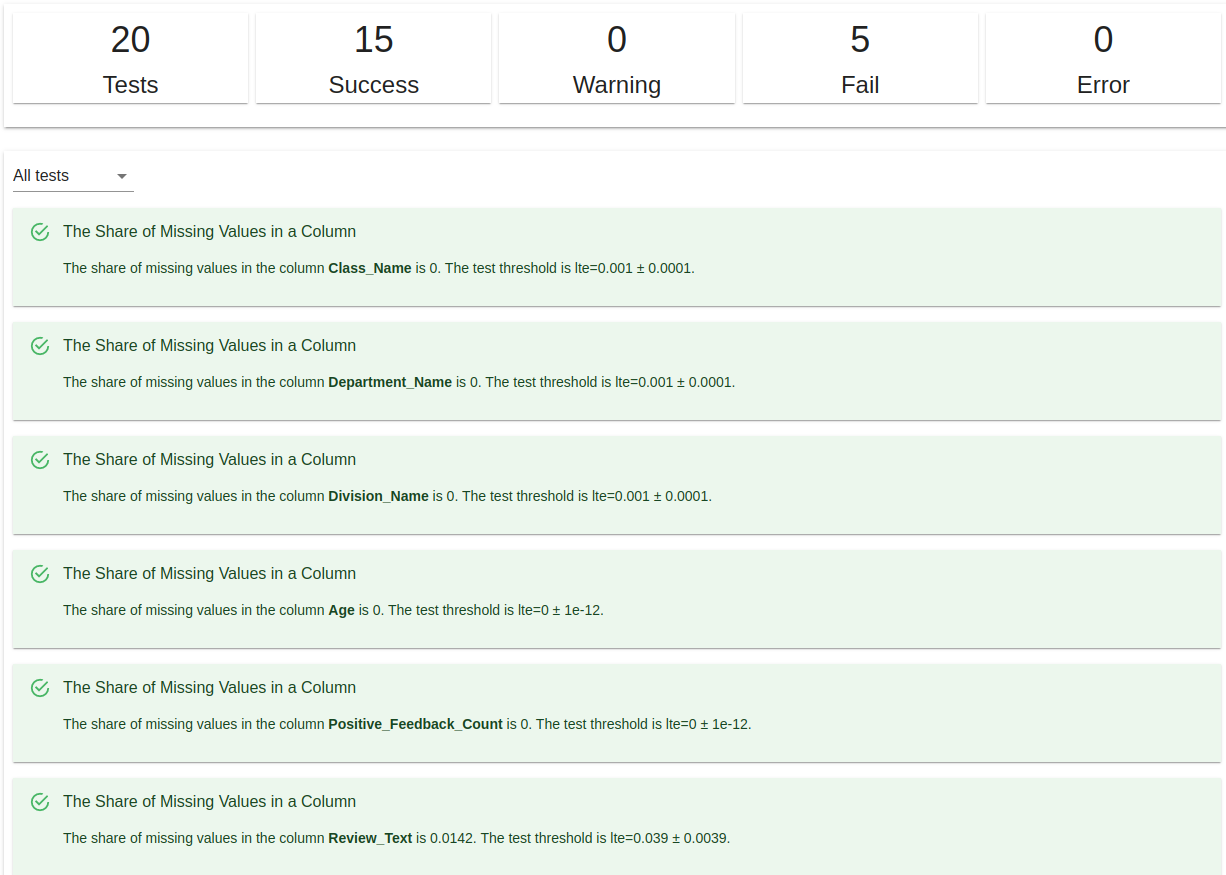 20 15 0 5 0
Tests Success Warning Fail Error
All tests
The Share of Missing Values in a Column
The share of missing values in the column Class_Name is 0. The test threshold is lte=0.001 ± 0.0001.
The Share of Missing Values in a Column
The share of missing values in the column Department_Name is 0. The test threshold is lte=0.001 ± 0.0001.
The Share of Missing Values in a Column
The share of missing values in the column Division_Name is 0. The test threshold is lte=0.001 ± 0.0001.
The Share of Missing Values in a Column
The share of missing values in the column Age is 0. The test threshold is lte=0 ± 1e-12.
The Share of Missing Values in a Column
The share of missing values in the column Positive_Feedback_Count is 0. The test threshold is lte=0 ± 1e-12.
The Share of Missing Values in a Column
The share of missing values in the column Review_Text is 0.0142. The test threshold is lte=0.039 ± 0.0039.